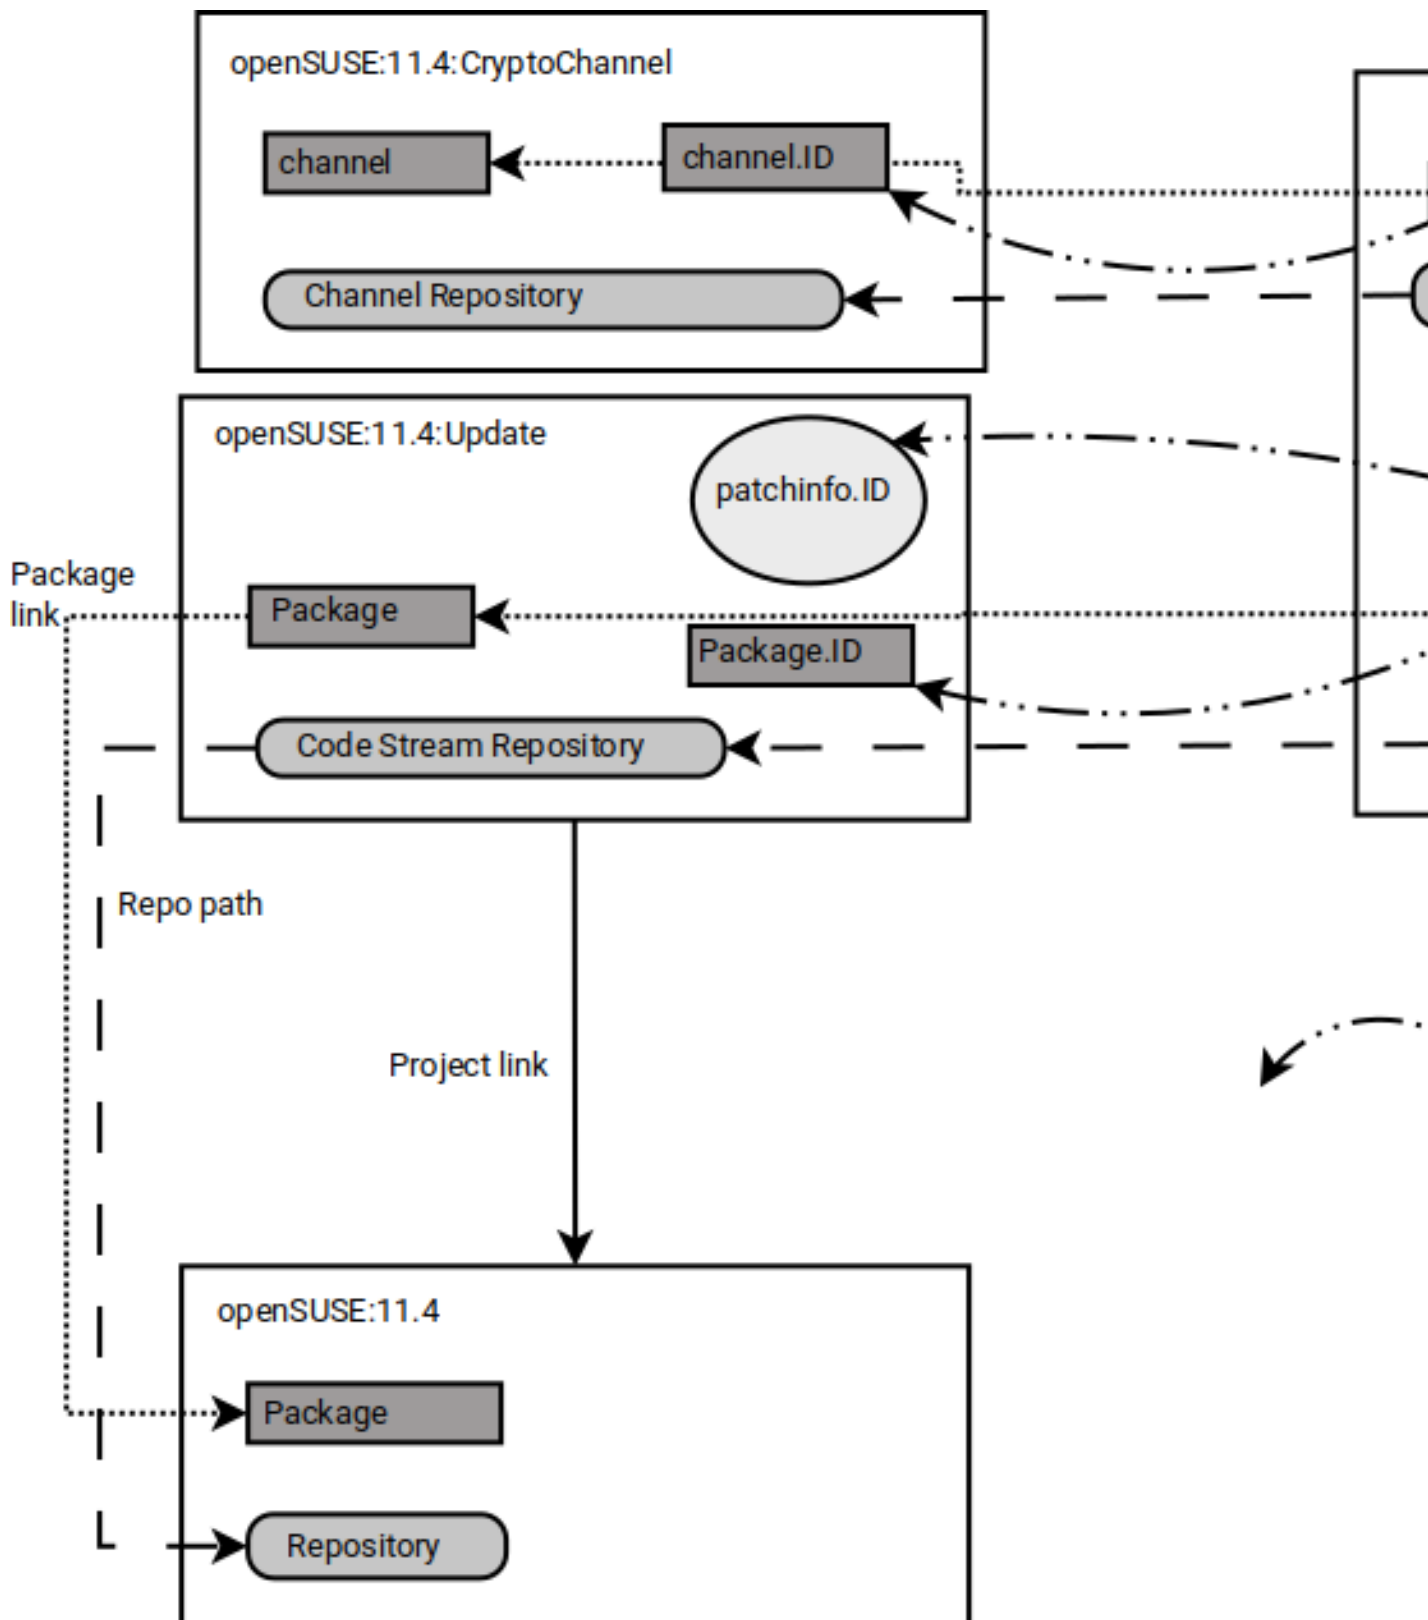 openSUSE:11.4:CryptoChannel
channel
channel.ID
Channel Repository
openSUSE:11.4:Update
patchinfo.ID
Package
link
Package
Package.ID
Code Stream Repository
Repo path
Project link
openSUSE:11.4
Package
Repository